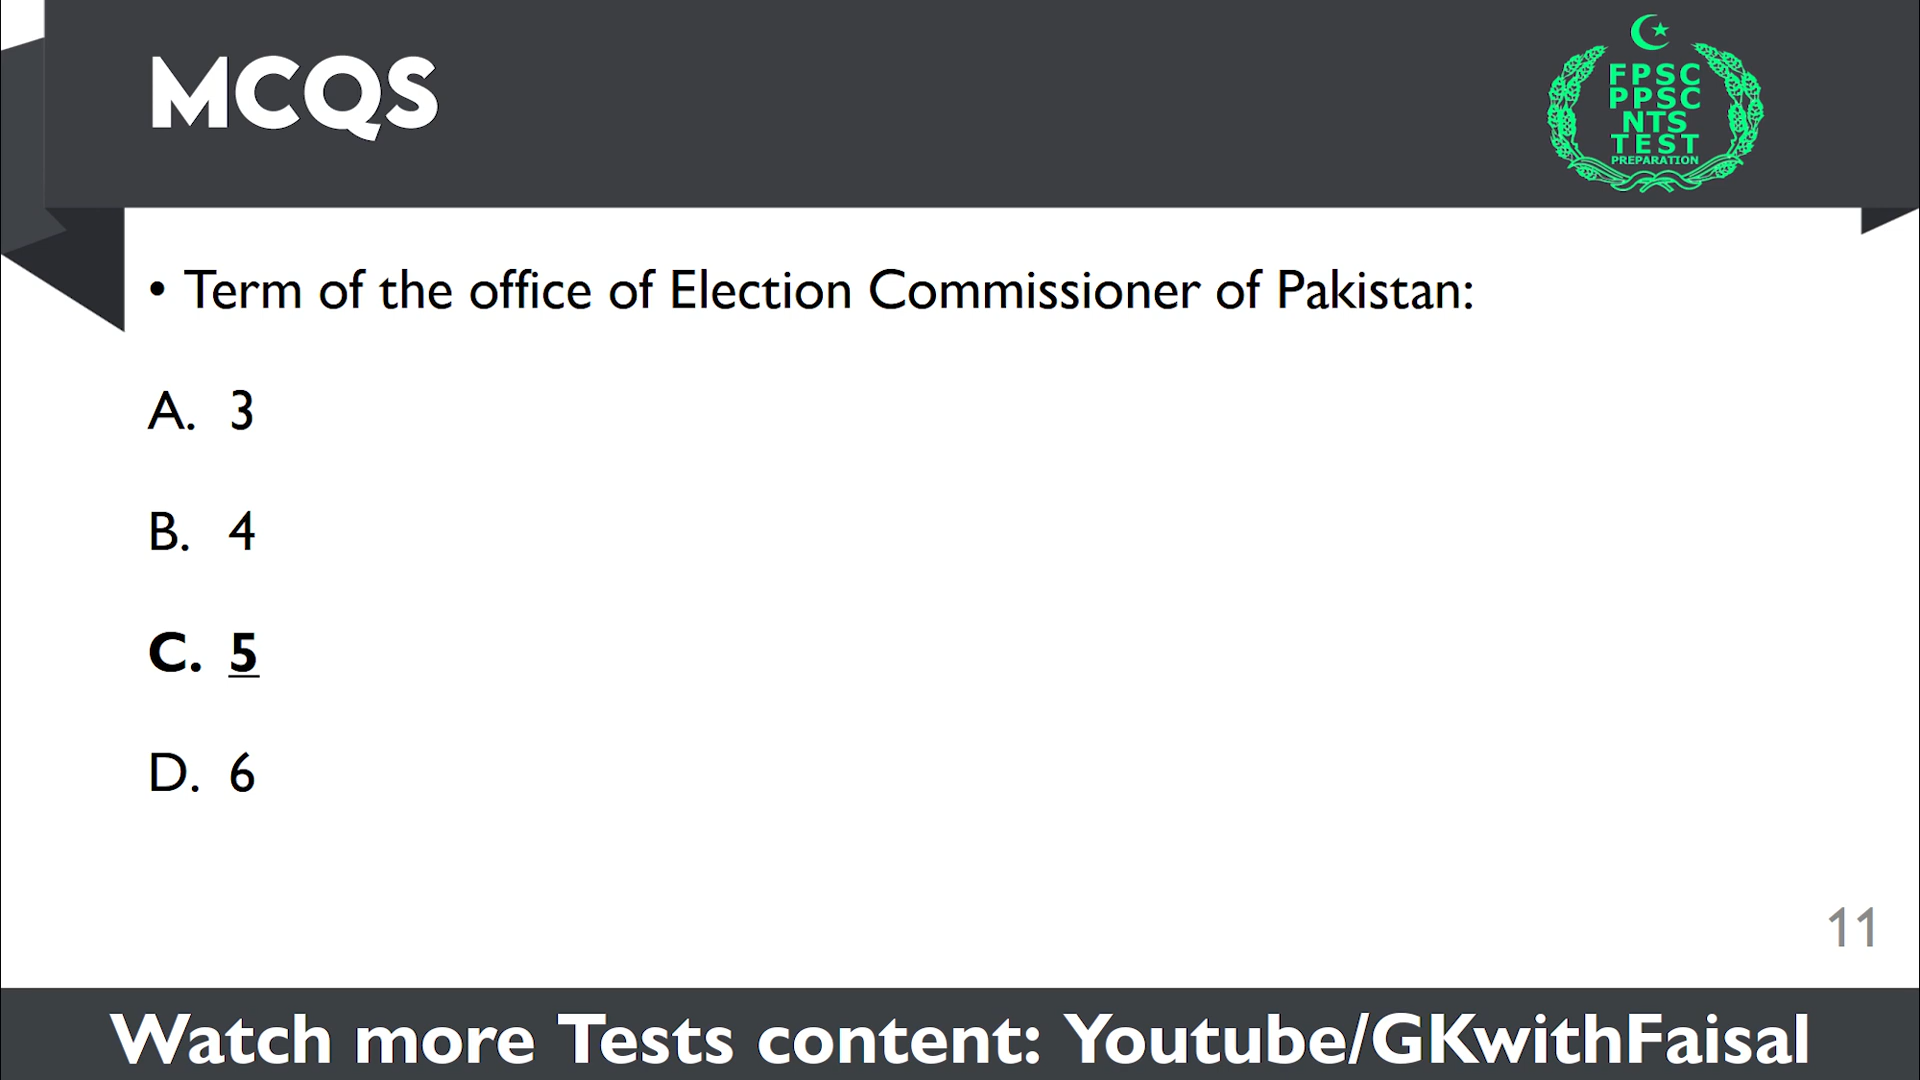 MCQS
FPSC
PPSC
NTS
TEST
PREPARATION
• Term of the office of Election Commissioner of Pakistan:
A. 3
B. 4
C. 5
D. 6
11
Watch more Tests content: Youtube/GKwithFaisal